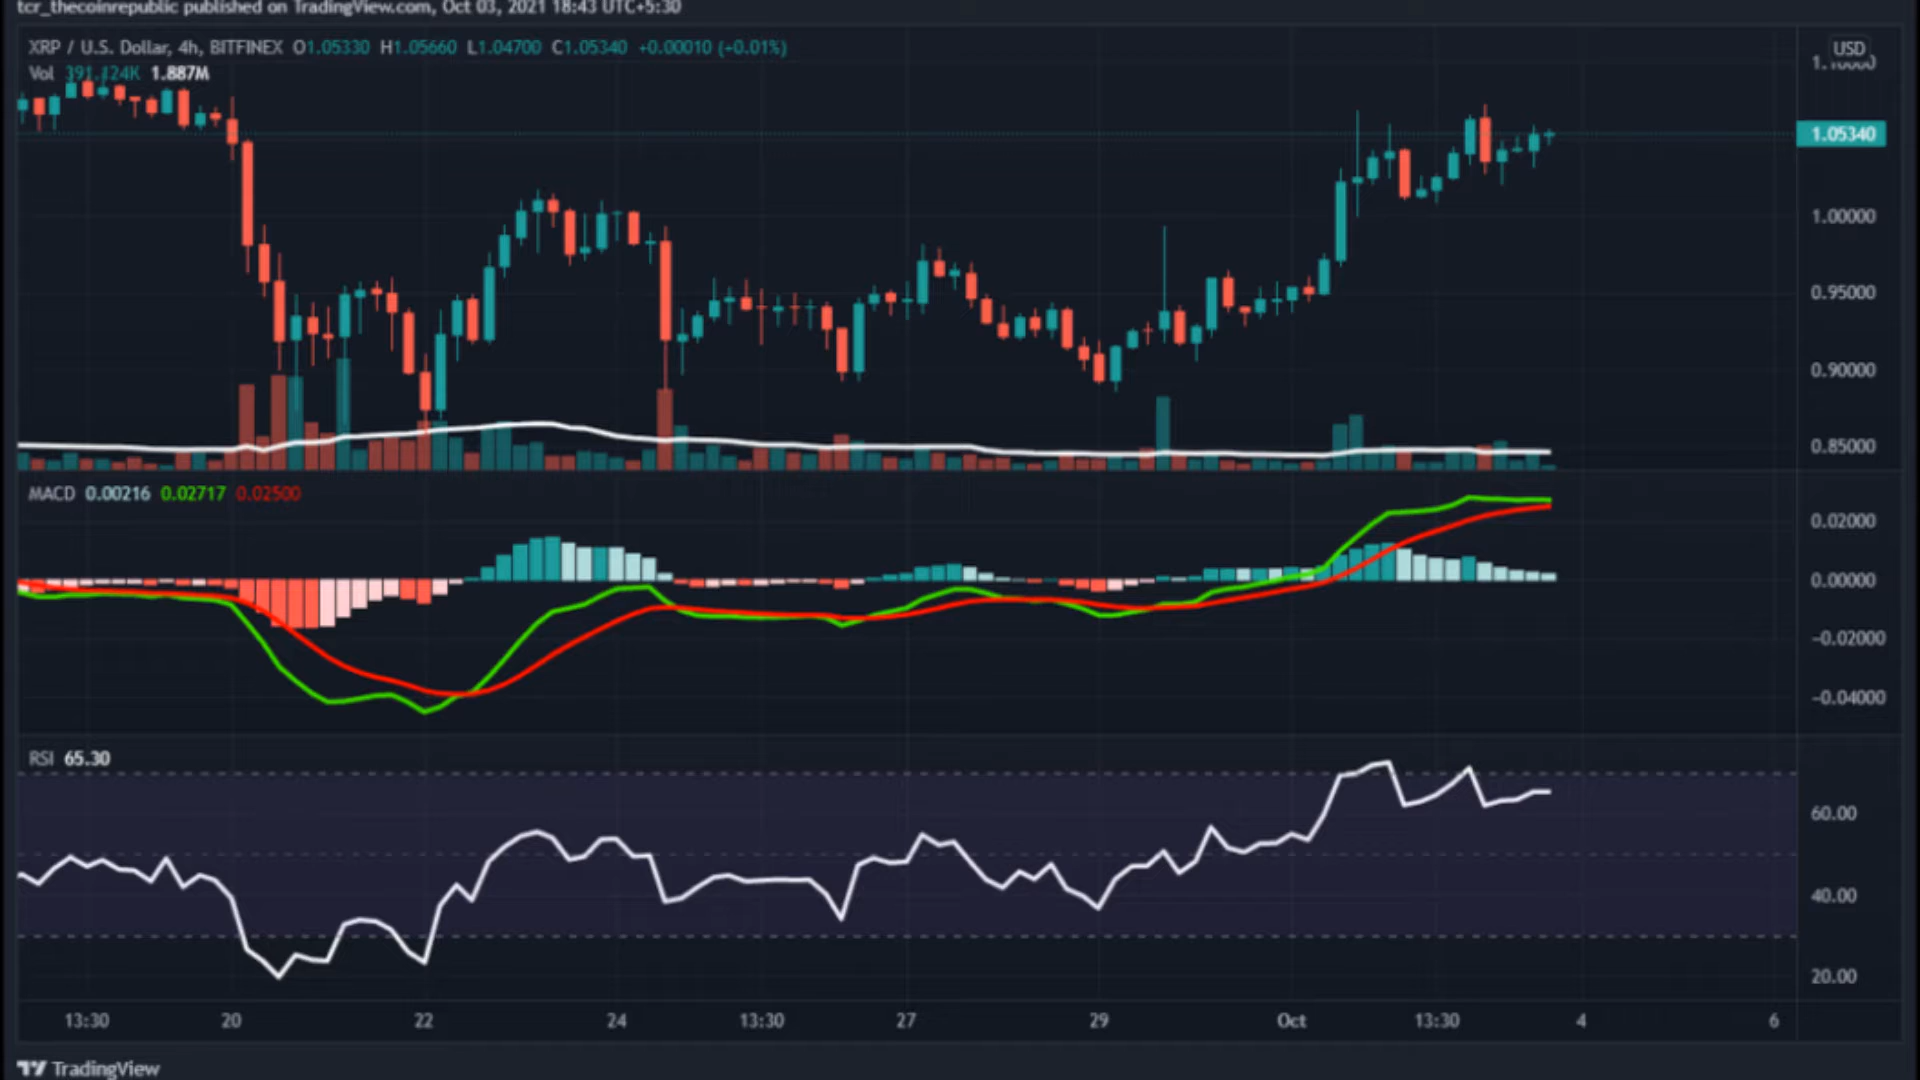 tcr_thecoinrepublic published on TradingView.com, Oct 03, 2021 18:43 UTC+5:30
XRP / U.S. Dollar, 4h, BITFINEX O1.05330 H1.05660 L1.04700 C1.05340 +0.00010 (+0.01%)
USD
1.10000
Vol 391.124K 1.887M
1.05340
1.00000
0.95000
0.90000
0.85000
MACD 0.00216 0.02717 0.02500
0.02000
0.00000
-0.02000
-0.04000
RSI 65.30
60.00
40.00
20.00
13:30 20 22 24 13:30 27 29 Oct 13:30 4 6
TradingView